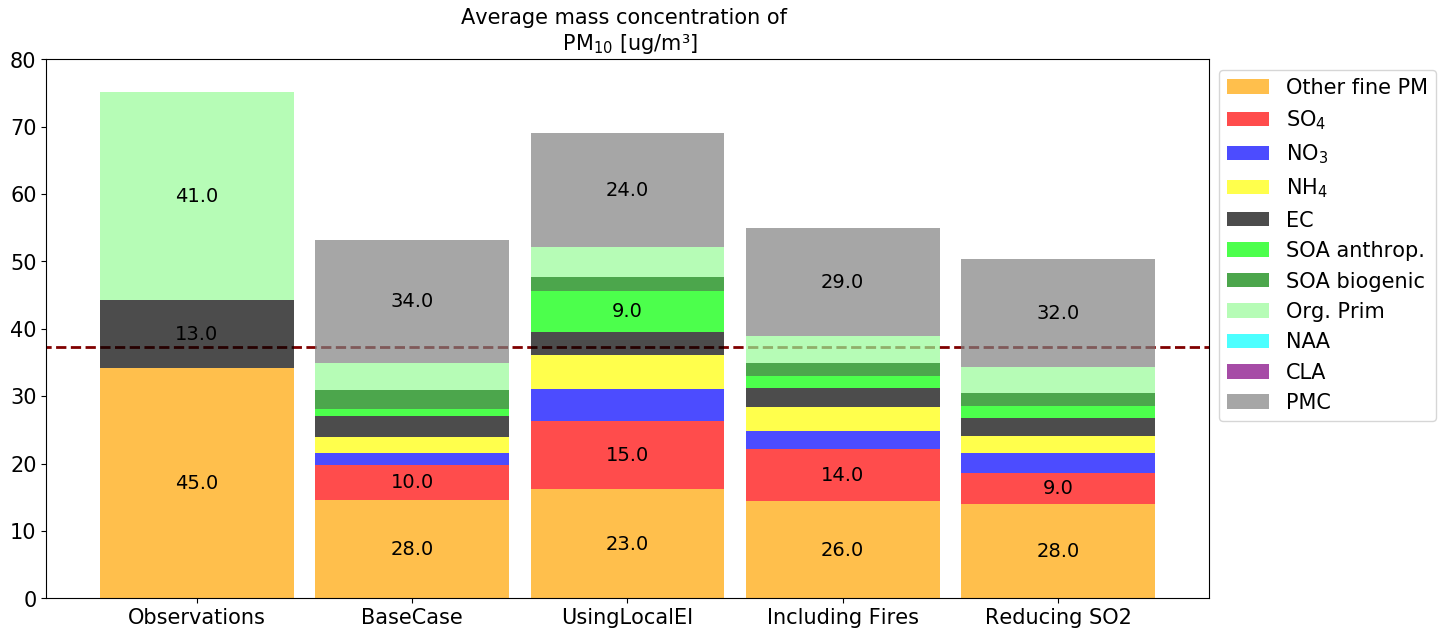 Average mass concentration of
PM₁₀ [ug/m³]
80
70
60
50
40
30
20
10
0
41.0
13.0
45.0
34.0
10.0
28.0
24.0
9.0
15.0
23.0
29.0
14.0
26.0
32.0
9.0
28.0
Observations
BaseCase
UsingLocalEI
Including Fires
Reducing SO2
Other fine PM
SO₄
NO₃
NH₄
EC
SOA anthrop.
SOA biogenic
Org. Prim
NAA
CLA
PMC